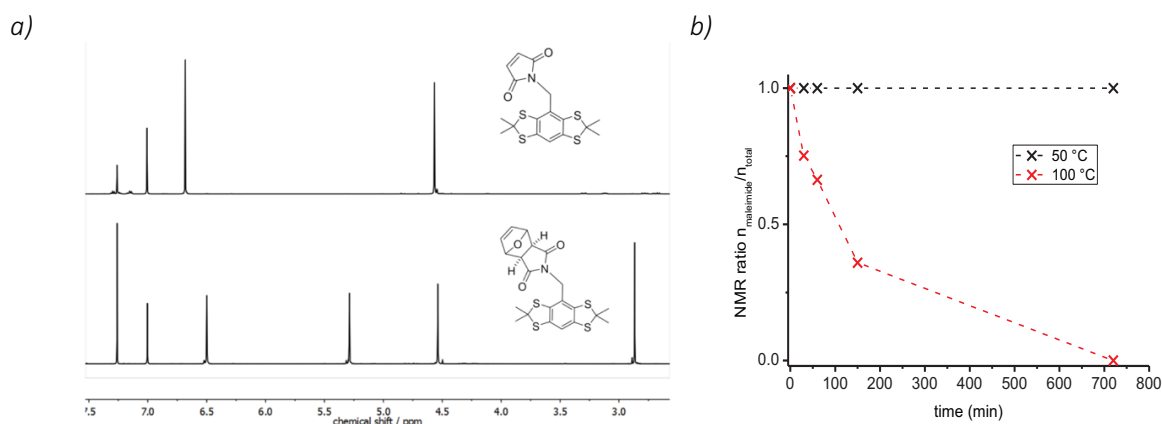 a)
O
N
O
S
S
S
S
H
O
O
N
H
O
S
S
S
S
7.5 7.0 6.5 6.0 5.5 5.0 4.5 4.0 3.5 3.0
chemical shift / ppm
b)
NMR ratio n_maleimide/n_total
1.0
0.5
0.0
50 °C
100 °C
0 100 200 300 400 500 600 700 800
time (min)